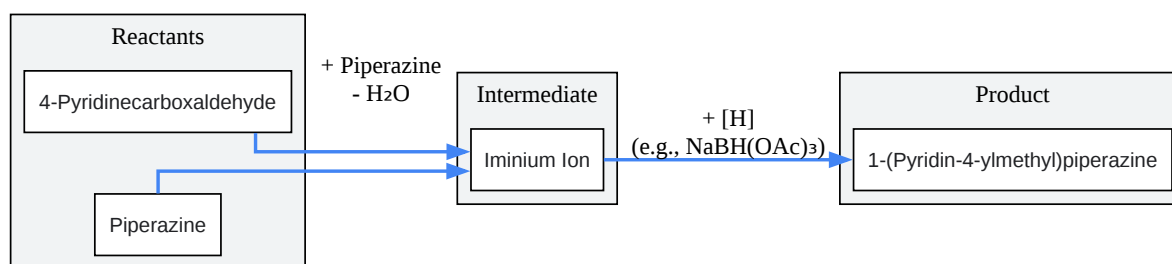 Reactants
4-Pyridinecarboxaldehyde
Piperazine
+ Piperazine
- H₂O
Intermediate
Iminium Ion
+ [H]
(e.g., NaBH(OAc)₃)
Product
1-(Pyridin-4-ylmethyl)piperazine